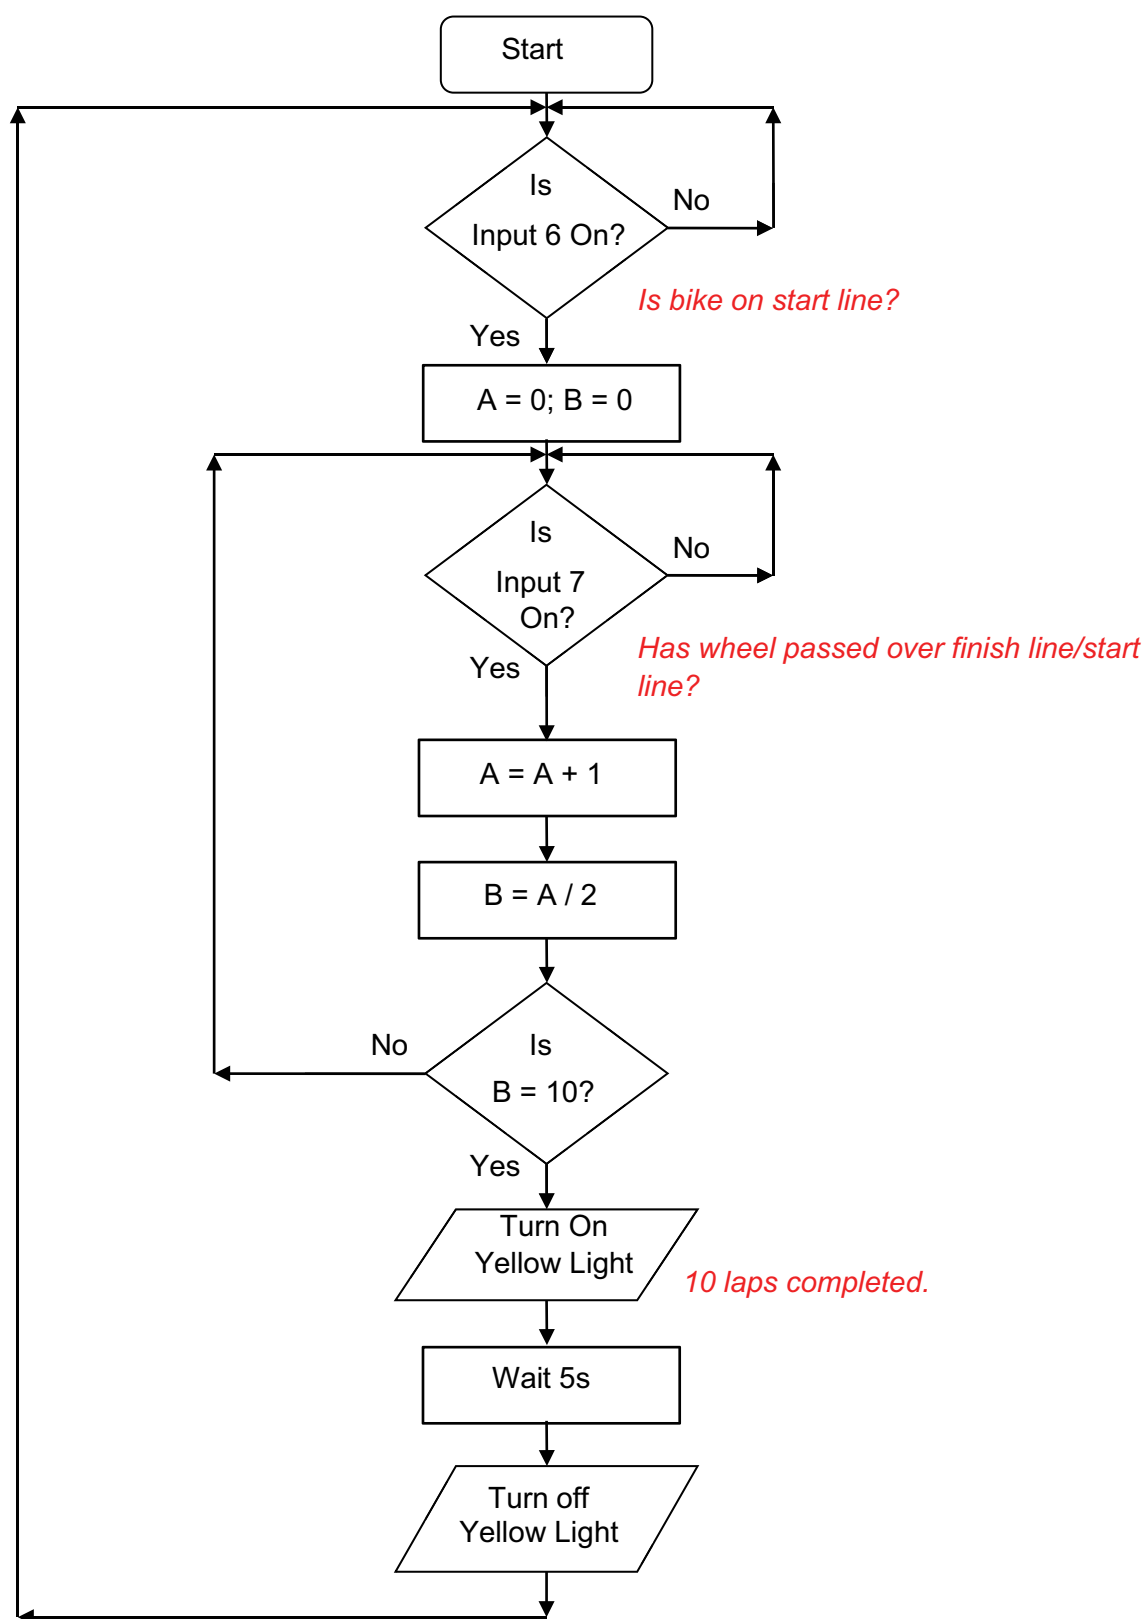 Start
Is
Input 6 On?
No
Is bike on start line?
Yes
A = 0; B = 0
Is
Input 7
On?
No
Has wheel passed over finish line/start
line?
Yes
A = A + 1
B = A / 2
No
Is
B = 10?
Yes
Turn On
Yellow Light
10 laps completed.
Wait 5s
Turn off
Yellow Light